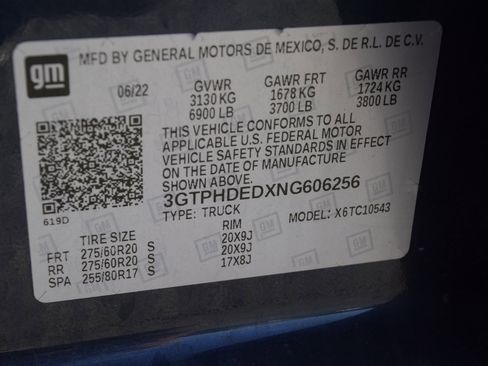 MFD BY GENERAL MOTORS DE MEXICO, S. DE R.L. DE C.V.
gm
06/22 GVWR GAWR FRT GAWR RR
3130 KG 1678 KG 1724 KG
6900 LB 3700 LB 3800 LB
THIS VEHICLE CONFORMS TO ALL
APPLICABLE U.S. FEDERAL MOTOR
VEHICLE SAFETY STANDARDS IN EFFECT
ON THE DATE OF MANUFACTURE
SHOWN ABOVE.
3GTPHDEDXNG606256
619D
TYPE: TRUCK MODEL: X6TC10543
TIRE SIZE RIM
FRT 275/60R20 S 20X9J
RR 275/60R20 S 20X9J
SPA 255/80R17 S 17X8J